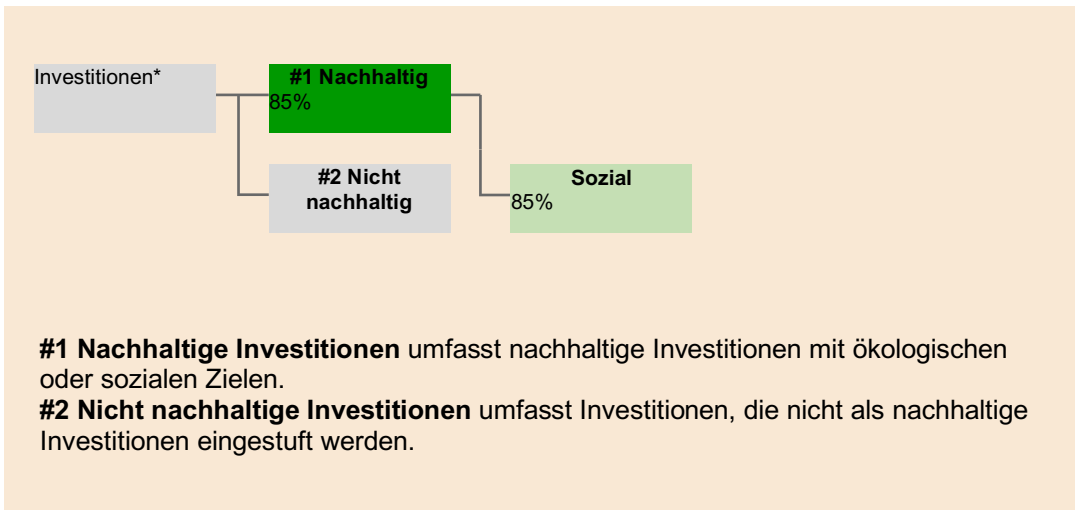 Investitionen*
#1 Nachhaltig
85%
#2 Nicht
nachhaltig
Sozial
85%
#1 Nachhaltige Investitionen umfasst nachhaltige Investitionen mit ökologischen
oder sozialen Zielen.
#2 Nicht nachhaltige Investitionen umfasst Investitionen, die nicht als nachhaltige
Investitionen eingestuft werden.